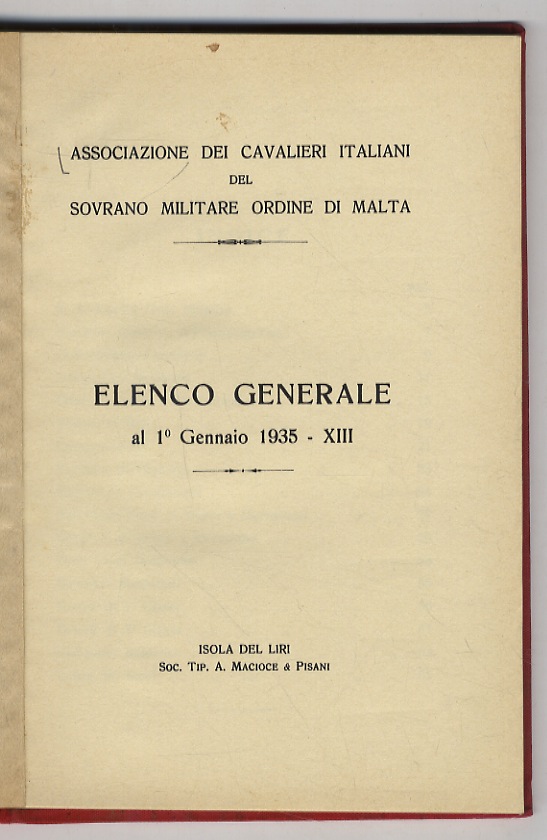 ASSOCIAZIONE DEI CAVALIERI ITALIANI
DEL
SOVRANO MILITARE ORDINE DI MALTA
ELENCO GENERALE
al 1º Gennaio 1935 - XIII
ISOLA DEL LIRI
SOC. TIP. A. MACIOCE & PISANI